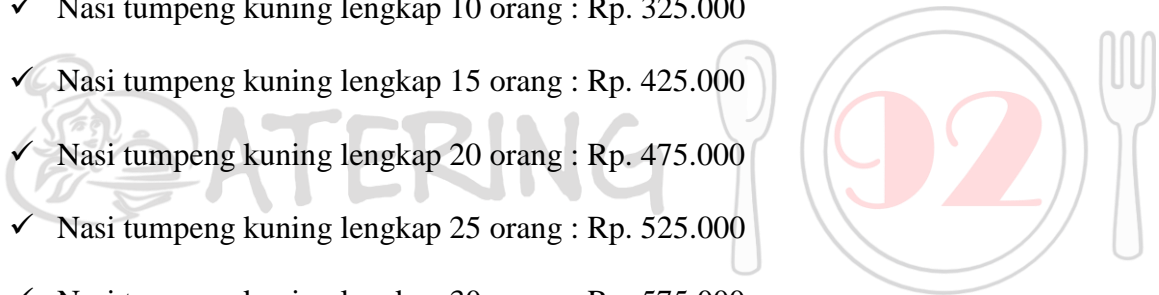 ✓ Nasi tumpeng kuning lengkap 10 orang : Rp. 325.000
✓ Nasi tumpeng kuning lengkap 15 orang : Rp. 425.000
✓ Nasi tumpeng kuning lengkap 20 orang : Rp. 475.000
✓ Nasi tumpeng kuning lengkap 25 orang : Rp. 525.000
✓ Nasi tumpeng kuning lengkap 30 orang : Rp. 575.000
ATERING 92